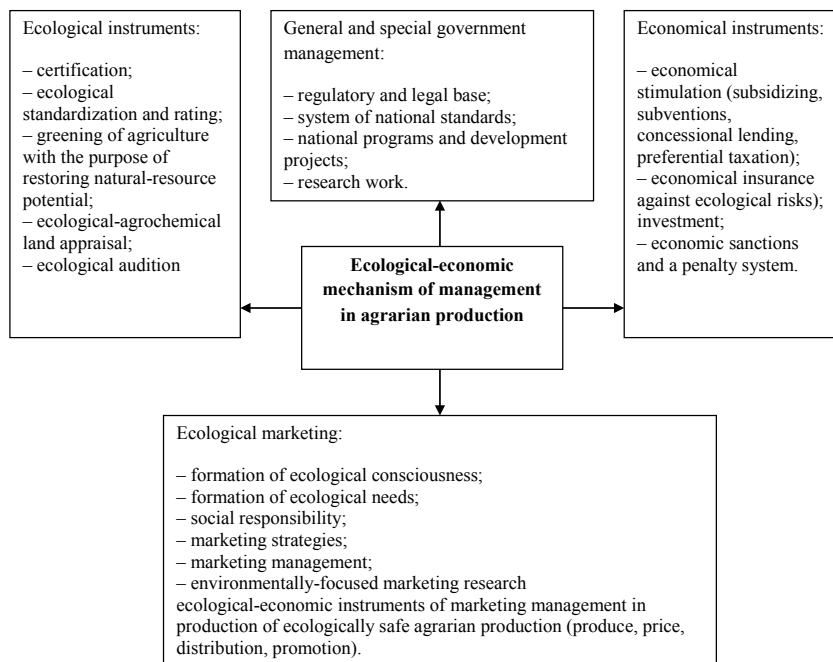 Ecological instruments:
– certification;
– ecological
standardization and rating;
– greening of agriculture
with the purpose of
restoring natural-resource
potential;
– ecological-agrochemical
land appraisal;
– ecological audition
General and special government
management:
– regulatory and legal base;
– system of national standards;
– national programs and development
projects;
– research work.
Economical instruments:
– economical
stimulation (subsidizing,
subventions,
concessional lending,
preferential taxation);
– economical insurance
against ecological risks);
investment;
– economic sanctions
and a penalty system.
Ecological-economic
mechanism of management
in agrarian production
Ecological marketing:
– formation of ecological consciousness;
– formation of ecological needs;
– social responsibility;
– marketing strategies;
– marketing management;
– environmentally-focused marketing research
ecological-economic instruments of marketing management in
production of ecologically safe agrarian production (produce, price,
distribution, promotion).